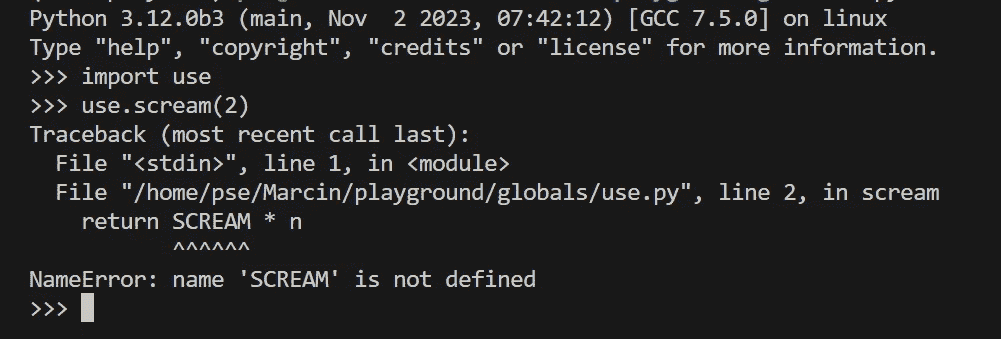 Python 3.12.0b3 (main, Nov  2 2023, 07:42:12) [GCC 7.5.0] on linux
Type "help", "copyright", "credits" or "license" for more information.
>>> import use
>>> use.scream(2)
Traceback (most recent call last):
  File "<stdin>", line 1, in <module>
  File "/home/pse/Marcin/playground/globals/use.py", line 2, in scream
    return SCREAM * n
           ^^^^^^
NameError: name 'SCREAM' is not defined
>>>